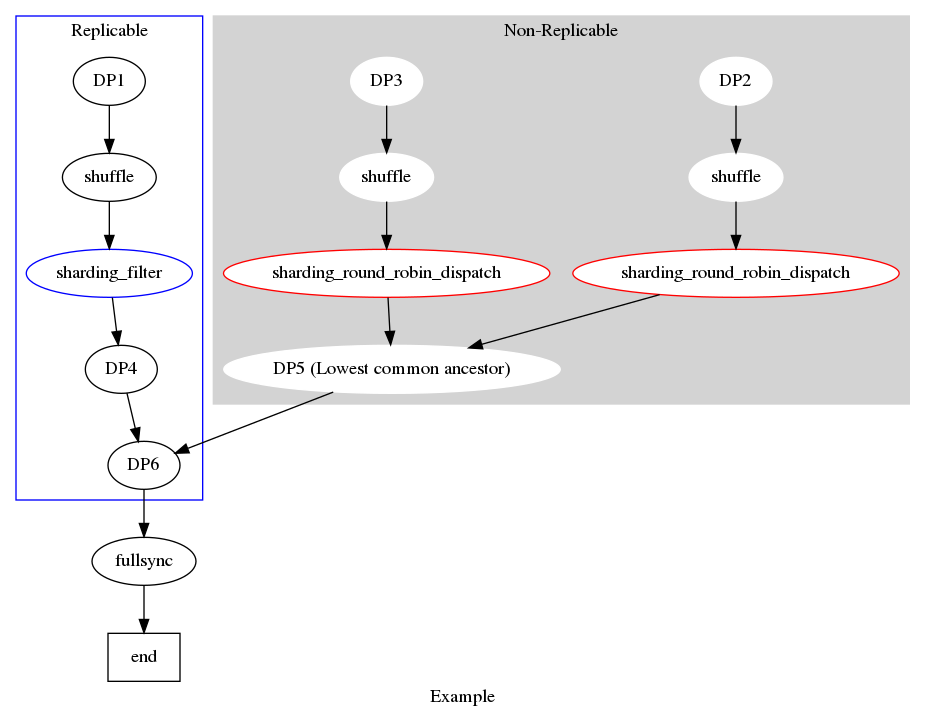 Replicable
Non-Replicable
DP1
DP3
DP2
shuffle
shuffle
shuffle
sharding_filter
sharding_round_robin_dispatch
sharding_round_robin_dispatch
DP4
DP5 (Lowest common ancestor)
DP6
fullsync
end
Example